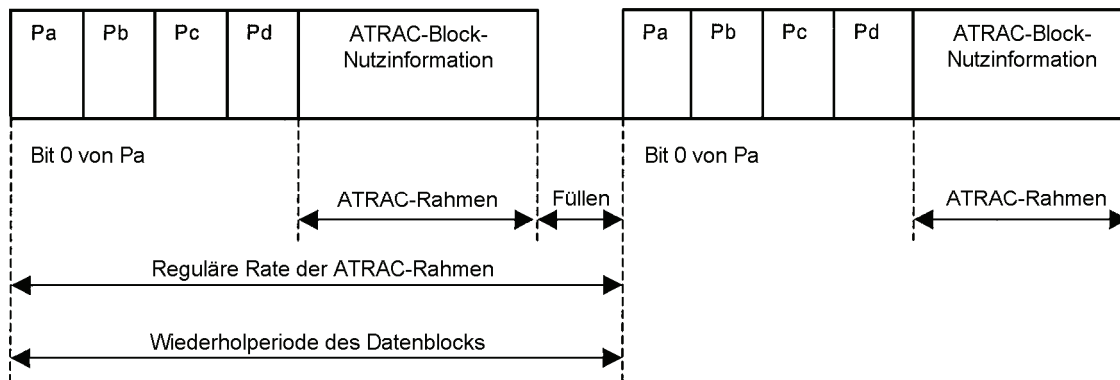 Pa Pb Pc Pd ATRAC-Block- Pa Pb Pc Pd ATRAC-Block-
Nutzinformation Nutzinformation
Bit 0 von Pa Bit 0 von Pa
ATRAC-Rahmen Füllen ATRAC-Rahmen
Reguläre Rate der ATRAC-Rahmen
Wiederholperiode des Datenblocks